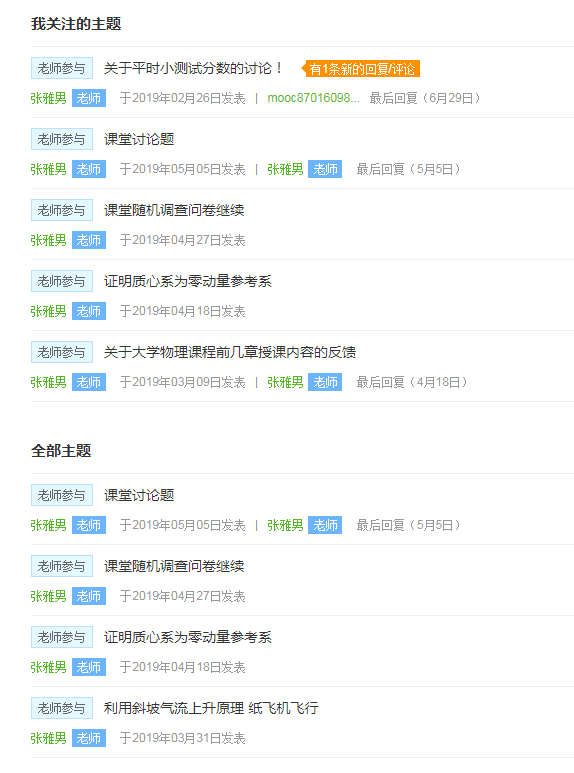 我关注的主题
老师参与 关于平时小测试分数的讨论！ 有1条新的回复/评论
张雅男 老师 于2019年02月26日发表 | mooc87016098... 最后回复（6月29日）
老师参与 课堂讨论题
张雅男 老师 于2019年05月05日发表 | 张雅男 老师 最后回复（5月5日）
老师参与 课堂随机调查问卷继续
张雅男 老师 于2019年04月27日发表
老师参与 证明质心系为零动量参考系
张雅男 老师 于2019年04月18日发表
老师参与 关于大学物理课程前几章授课内容的反馈
张雅男 老师 于2019年03月09日发表 | 张雅男 老师 最后回复（4月18日）
全部主题
老师参与 课堂讨论题
张雅男 老师 于2019年05月05日发表 | 张雅男 老师 最后回复（5月5日）
老师参与 课堂随机调查问卷继续
张雅男 老师 于2019年04月27日发表
老师参与 证明质心系为零动量参考系
张雅男 老师 于2019年04月18日发表
老师参与 利用斜坡气流上升原理 纸飞机飞行
张雅男 老师 于2019年03月31日发表